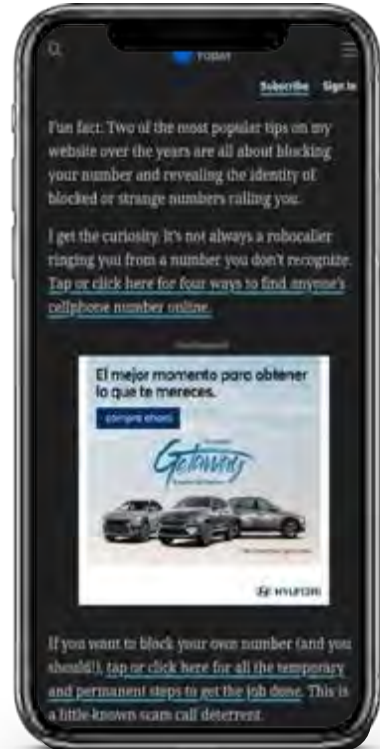 TODAY
Subscribe Sign in
Fun fact: Two of the most popular tips on my
website over the years are all about blocking
your number and revealing the identity of
blocked or strange numbers calling you.
I get the curiosity. It's not always a robocaller
ringing you from a number you don't recognize.
Tap or click here for four ways to find anyone's
cellphone number online.
Advertisement
El mejor momento para obtener
lo que te mereces.
compra ahora
Getaway
HYUNDAI
If you want to block your own number (and you
should!), tap or click here for all the temporary
and permanent steps to get the job done. This is
a little-known scam call deterrent.